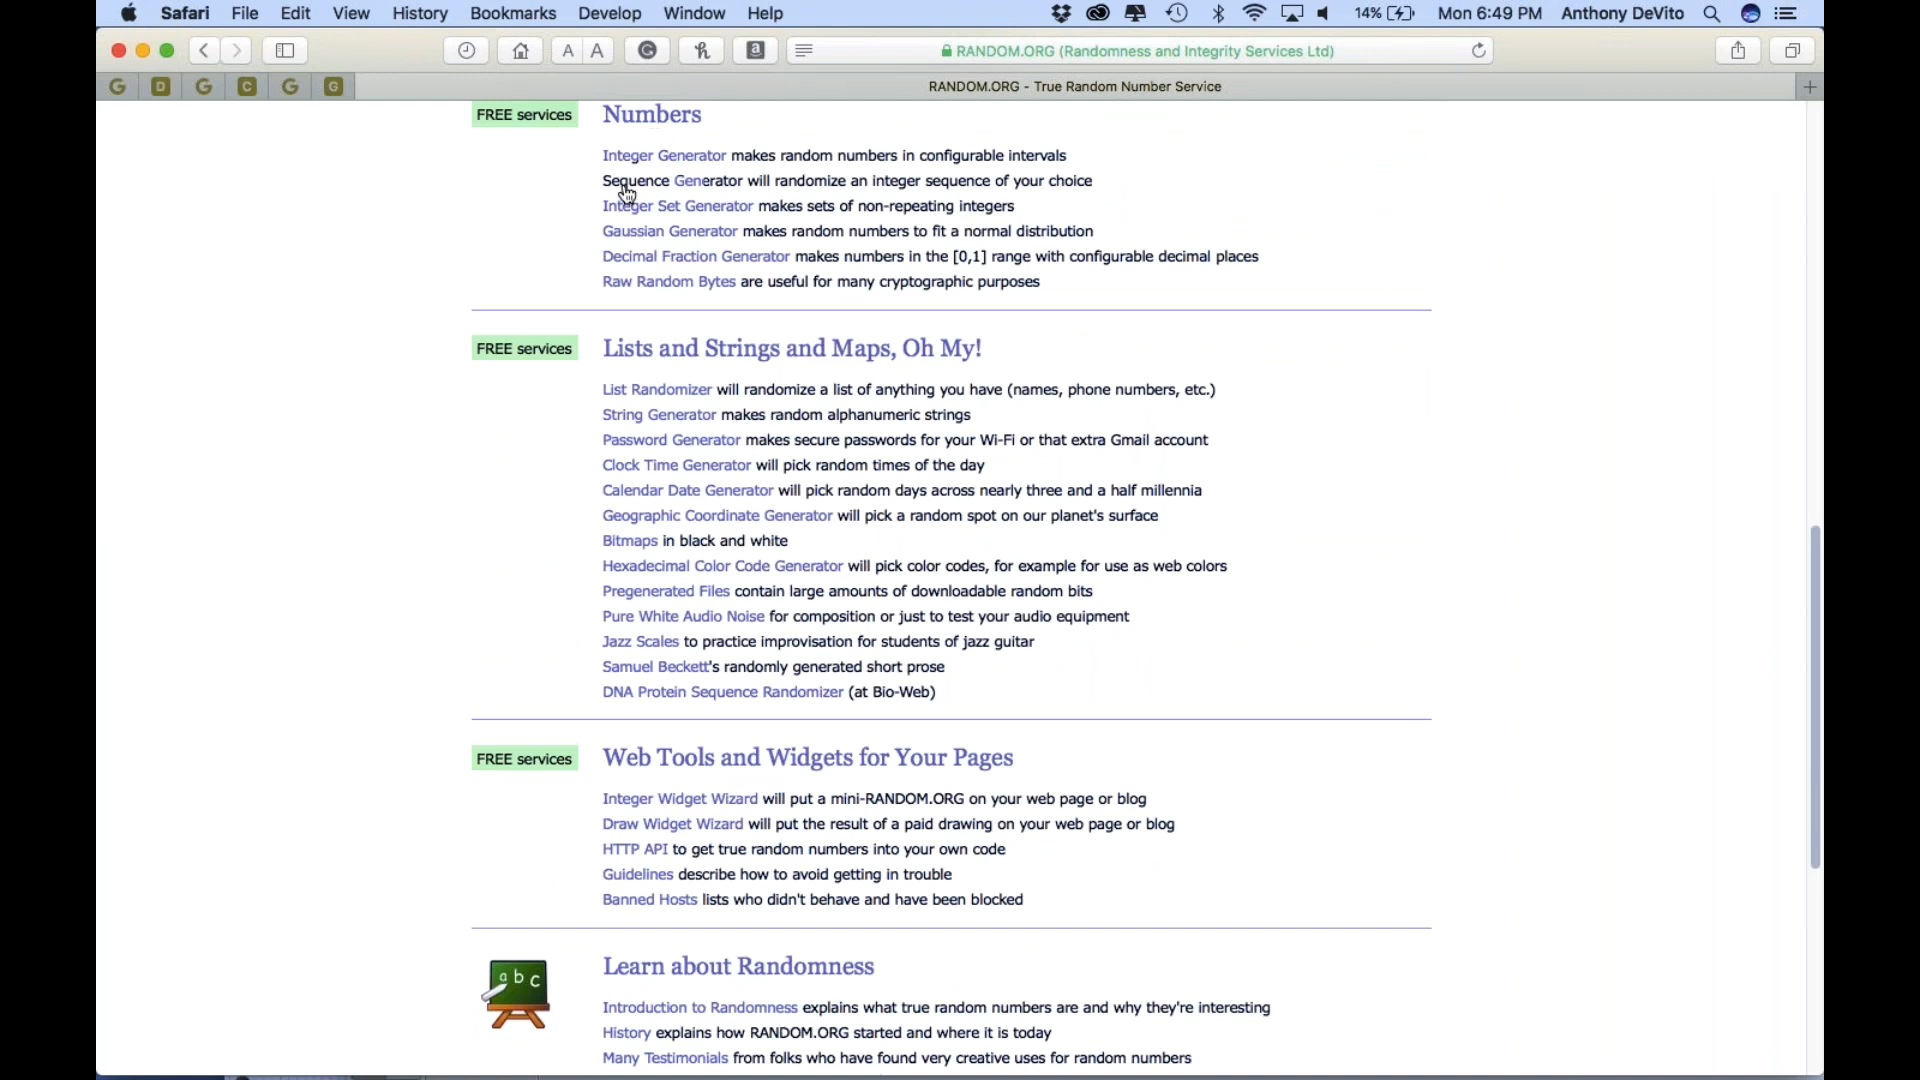 Safari File Edit View History Bookmarks Develop Window Help 14% Mon 6:49 PM Anthony DeVito
A A h a RANDOM.ORG (Randomness and Integrity Services Ltd)
G D G C G G RANDOM.ORG - True Random Number Service +
FREE services Numbers
Integer Generator makes random numbers in configurable intervals
Sequence Generator will randomize an integer sequence of your choice
Integer Set Generator makes sets of non-repeating integers
Gaussian Generator makes random numbers to fit a normal distribution
Decimal Fraction Generator makes numbers in the [0,1] range with configurable decimal places
Raw Random Bytes are useful for many cryptographic purposes
FREE services Lists and Strings and Maps, Oh My!
List Randomizer will randomize a list of anything you have (names, phone numbers, etc.)
String Generator makes random alphanumeric strings
Password Generator makes secure passwords for your Wi-Fi or that extra Gmail account
Clock Time Generator will pick random times of the day
Calendar Date Generator will pick random days across nearly three and a half millennia
Geographic Coordinate Generator will pick a random spot on our planet's surface
Bitmaps in black and white
Hexadecimal Color Code Generator will pick color codes, for example for use as web colors
Pregenerated Files contain large amounts of downloadable random bits
Pure White Audio Noise for composition or just to test your audio equipment
Jazz Scales to practice improvisation for students of jazz guitar
Samuel Beckett's randomly generated short prose
DNA Protein Sequence Randomizer (at Bio-Web)
FREE services Web Tools and Widgets for Your Pages
Integer Widget Wizard will put a mini-RANDOM.ORG on your web page or blog
Draw Widget Wizard will put the result of a paid drawing on your web page or blog
HTTP API to get true random numbers into your own code
Guidelines describe how to avoid getting in trouble
Banned Hosts lists who didn't behave and have been blocked
abc Learn about Randomness
Introduction to Randomness explains what true random numbers are and why they're interesting
History explains how RANDOM.ORG started and where it is today
Many Testimonials from folks who have found very creative uses for random numbers